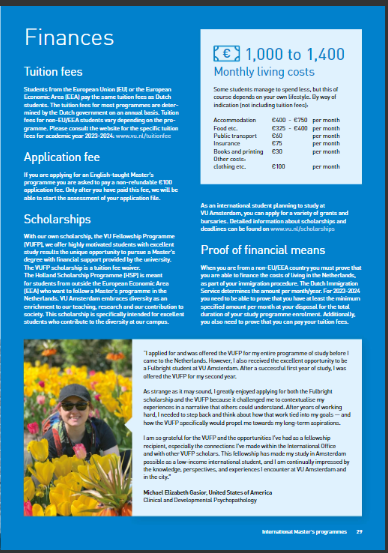 Finances
Tuition fees
Students from the European Union (EU) or the European
Economic Area (EEA) pay the same tuition fees as Dutch
students. The tuition fees for most programmes are deter-
mined by the Dutch government on an annual basis. Tuition
fees for non-EU/EEA students vary depending on the pro-
gramme. Please consult the website for the specific tuition
fees for academic year 2023-2024: www.vu.nl/tuitionfee
Application fee
If you are applying for an English-taught Master's
programme you are asked to pay a non-refundable €100
application fee. Only after you have paid this fee, we will be
able to start the assessment of your application file.
Scholarships
With our own scholarship, the VU Fellowship Programme
(VUFP), we offer highly motivated students with excellent
study results the unique opportunity to pursue a Master's
degree with financial support provided by the university.
The VUFP scholarship is a tuition fee waiver.
The Holland Scholarship Programme (HSP) is meant
for students from outside the European Economic Area
(EEA) who want to follow a Master's programme in the
Netherlands. VU Amsterdam embraces diversity as an
enrichment to our teaching, research and our contribution to
society. This scholarship is specifically intended for excellent
students who contribute to the diversity at our campus.
€ 1,000 to 1,400
Monthly living costs
Some students manage to spend less, but this of
course depends on your own lifestyle. By way of
indication (not including tuition fees):
Accommodation €400 - €750 per month
Food etc. €325 - €400 per month
Public transport €60 per month
Insurance €75 per month
Books and printing €30 per month
Other costs:
clothing etc. €100 per month
As an international student planning to study at
VU Amsterdam, you can apply for a variety of grants and
bursaries. Detailed information about scholarships and
deadlines can be found on www.vu.nl/scholarships
Proof of financial means
When you are from a non-EU/EEA country you must prove that
you are able to finance the costs of living in the Netherlands,
as part of your immigration procedure. The Dutch Immigration
Service determines the amount per month/year. For 2023-2024
you need to be able to prove that you have at least the minimum
specified amount per month at your disposal for the total
duration of your study programme enrolment. Additionally,
you also need to prove that you can pay your tuition fees.
"I applied for and was offered the VUFP for my entire programme of study before I
came to the Netherlands. However, I also received the excellent opportunity to be
a Fulbright student at VU Amsterdam. After a successful first year of study, I was
offered the VUFP for my second year.
As strange as it may sound, I greatly enjoyed applying for both the Fulbright
scholarship and the VUFP because it challenged me to contextualise my
experiences in a narrative that others could understand. After years of working
hard, I needed to step back and think about how that work tied into my goals — and
how the VUFP specifically would propel me towards my long-term aspirations.
I am so grateful for the VUFP and the opportunities I've had as a fellowship
recipient, especially the connections I've made within the International Office
and with other VUFP scholars. This fellowship has made my study in Amsterdam
possible as a low-income international student, and I am continually impressed by
the knowledge, perspectives, and experiences I encounter at VU Amsterdam and
in the city."
Michael Elizabeth Gasior, United States of America
Clinical and Developmental Psychopathology
International Master's programmes 29